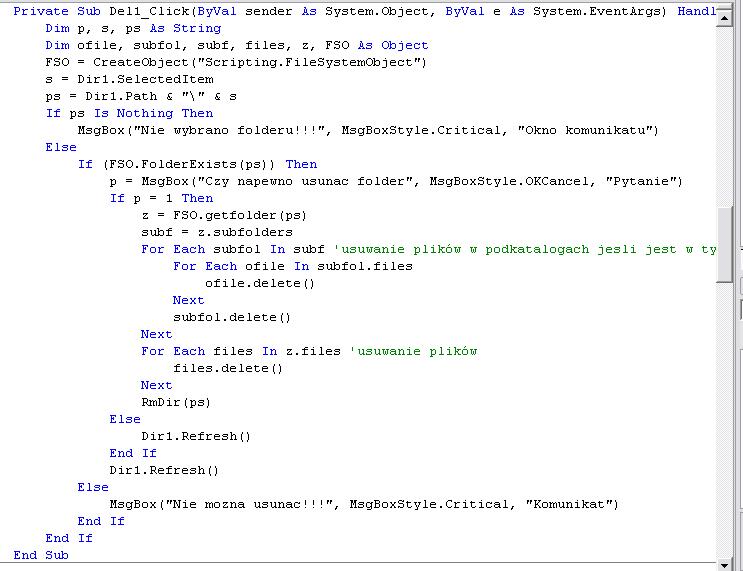 Private Sub Del1_Click(ByVal sender As System.Object, ByVal e As System.EventArgs) Handl
Dim p, s, ps As String
Dim ofile, subfol, subf, files, z, FSO As Object
FSO = CreateObject("Scripting.FileSystemObject")
s = Dir1.SelectedItem
ps = Dir1.Path & "\" & s
If ps Is Nothing Then
MsgBox("Nie wybrano folderu!!!", MsgBoxStyle.Critical, "Okno komunikatu")
Else
If (FSO.FolderExists(ps)) Then
p = MsgBox("Czy napewno usunac folder", MsgBoxStyle.OKCancel, "Pytanie")
If p = 1 Then
z = FSO.getfolder(ps)
subf = z.subfolders
For Each subfol In subf 'usuwanie plików w podkatalogach jesli jest w ty
For Each ofile In subfol.files
ofile.delete()
Next
subfol.delete()
Next
For Each files In z.files 'usuwanie plików
files.delete()
Next
RmDir(ps)
Else
Dir1.Refresh()
End If
Dir1.Refresh()
Else
MsgBox("Nie mozna usunac!!!", MsgBoxStyle.Critical, "Komunikat")
End If
End If
End Sub